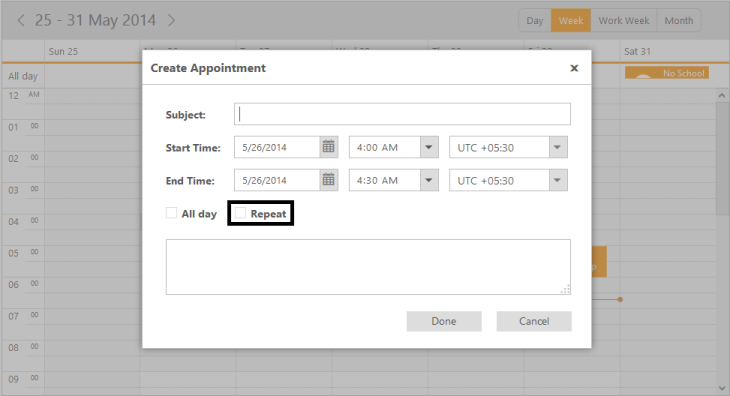 25 - 31 May 2014
Day Week Work Week Month
Sun 25 Sat 31
All day No School
12 AM
01 00
02 00
03 00
04 00
05 00
06 00
07 00
08 00
09 00
Create Appointment
Subject:
Start Time: 5/26/2014 4:00 AM UTC +05:30
End Time: 5/26/2014 4:30 AM UTC +05:30
All day Repeat
Done Cancel